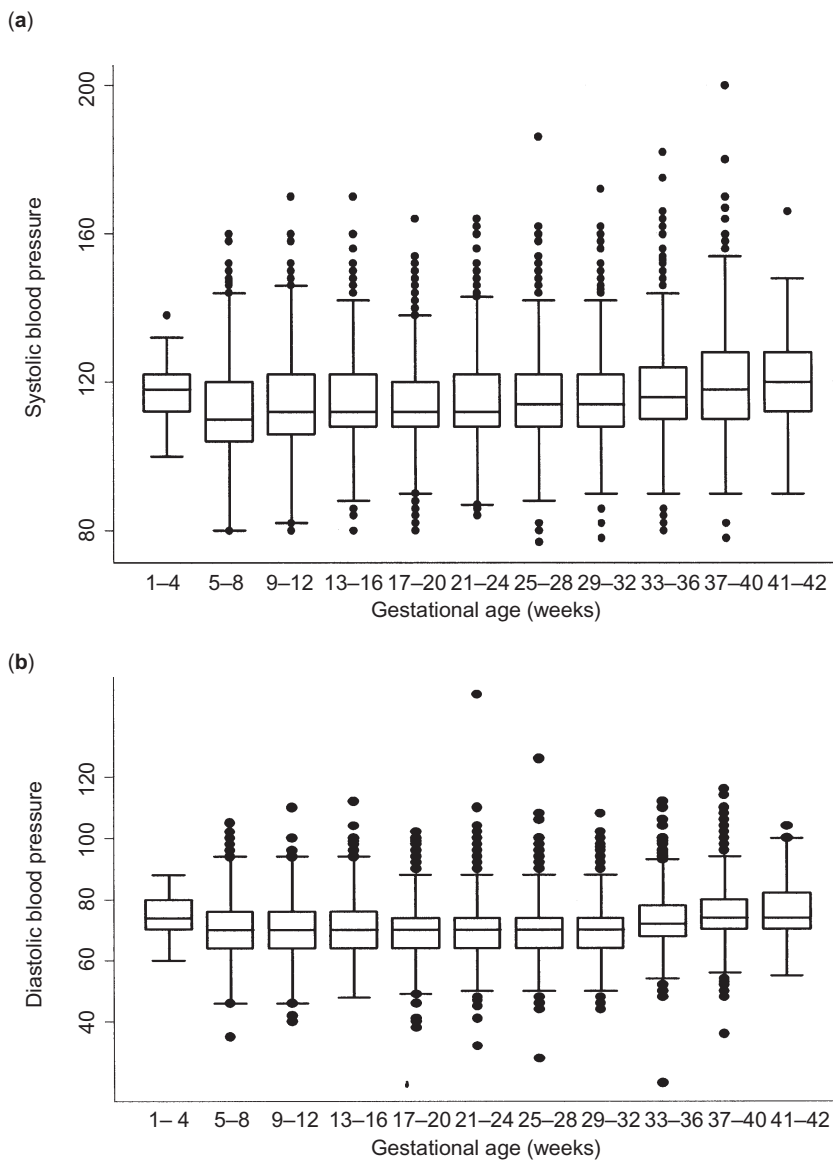 (a)
Systolic blood pressure
200
160
120
80
1–4 5–8 9–12 13–16 17–20 21–24 25–28 29–32 33–36 37–40 41–42
Gestational age (weeks)
(b)
Diastolic blood pressure
120
100
80
60
40
1– 4 5–8 9–12 13–16 17–20 21–24 25–28 29–32 33–36 37–40 41–42
Gestational age (weeks)